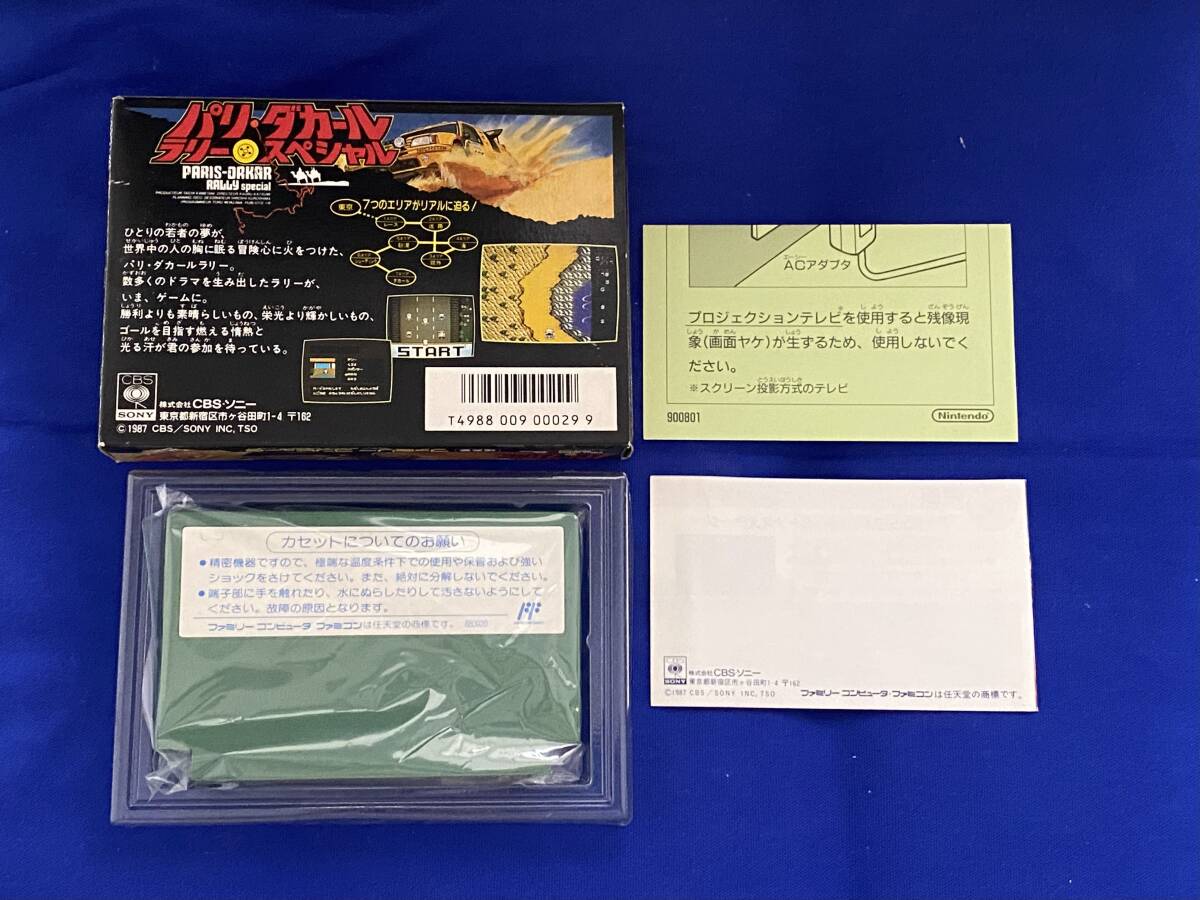 パリ・ダカール
ラリー・スペシャル
PARIS-DAKAR
RALLY special
東京
7つのエリアがリアルに迫る!
ひとりの若者の夢が、
世界中の人の胸に眠る冒険心に火をつけた、
パリ・ダカールラリー。
数多くのドラマを生み出したラリーが、
いま、ゲームに。
勝利よりも素晴らしいもの、栄光より輝かしいもの、
ゴールを目指す燃える情熱と
光る汗が君の参加を待っている。
START
CBS
SONY
株式会社CBS・ソニー
東京都新宿区市ヶ谷田町1-4 〒162
©1987 CBS/SONY INC, TSO
T4988 009 00029 9
ACアダプタ
プロジェクションテレビを使用すると残像現
象(画面ヤケ)が生ずるため、使用しないでく
ださい。
※スクリーン投影方式のテレビ
900801
Nintendo
カセットについてのお願い
●精密機器ですので、極端な温度条件下での使用や保管および強い
ショックをさけてください。また、絶対に分解しないでください。
●端子部に手を触れたり、水にぬらしたりして汚さないようにして
ください。故障の原因となります。
ファミリーコンピュータ ファミコンは任天堂の商標です。
CBS
SONY
株式会社CBS・ソニー
東京都新宿区市ヶ谷田町1-4 〒162
©1987 CBS/SONY INC, TSO
ファミリーコンピュータ・ファミコンは任天堂の商標です。